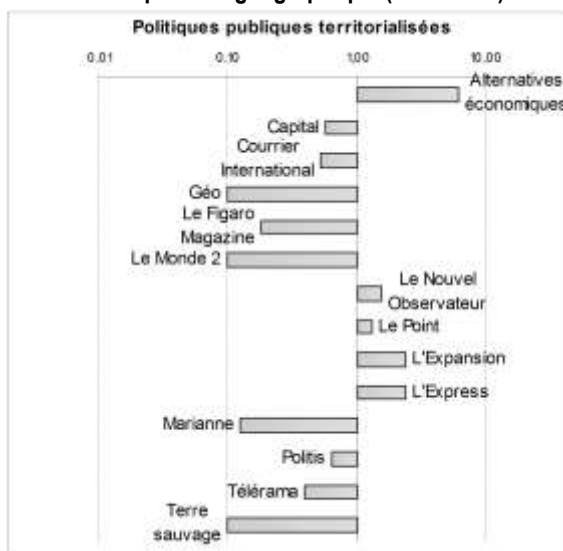 Politiques publiques territorialisées
0,01 0,10 1,00 10,00
Alternatives
économiques
Capital
Courrier
International
Géo
Le Figaro
Magazine
Le Monde 2
Le Nouvel
Observateur
Le Point
L'Expansion
L'Express
Marianne
Politis
Télérama
Terre
sauvage